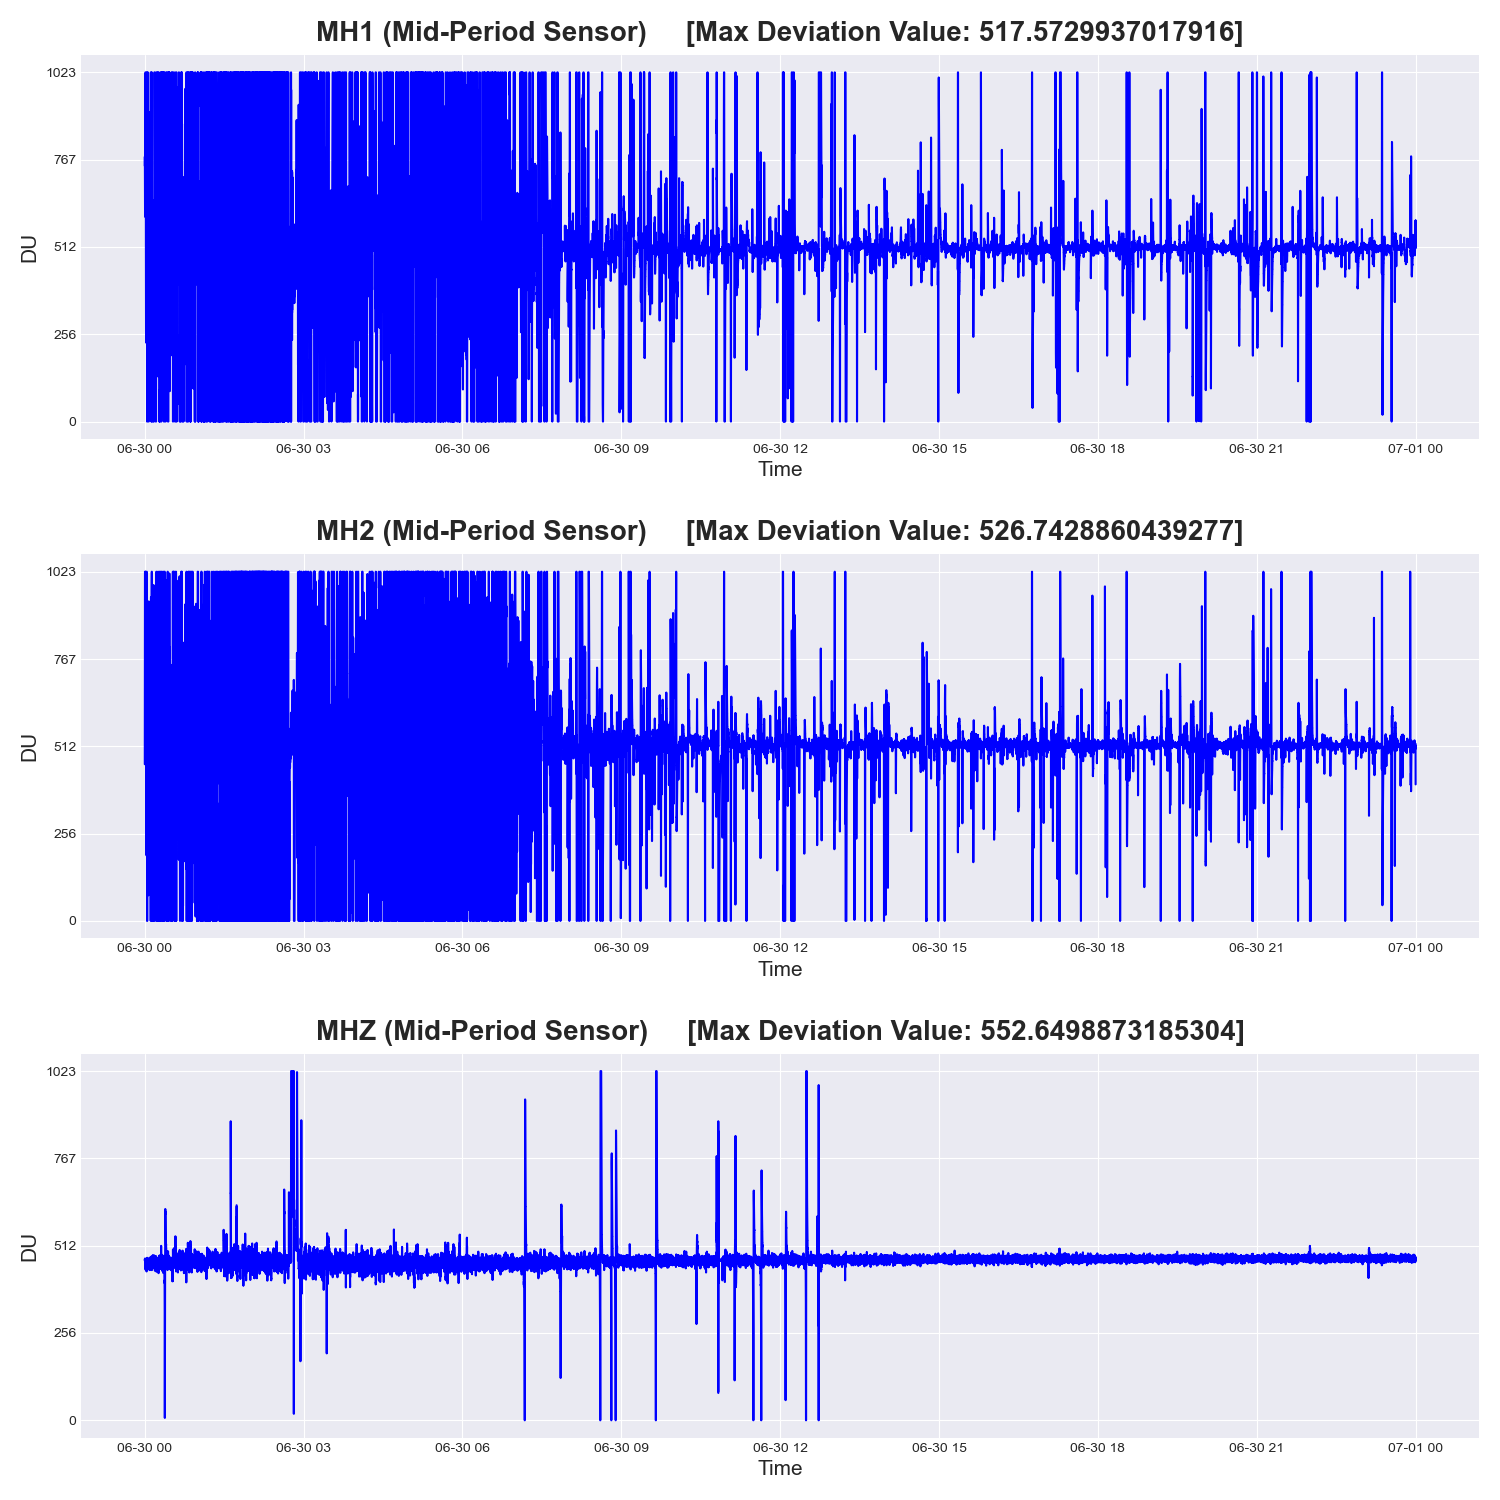 MH1 (Mid-Period Sensor) [Max Deviation Value: 517.5729937017916]
1023
767
512
256
0
DU
06-30 00 06-30 03 06-30 06 06-30 09 06-30 12 06-30 15 06-30 18 06-30 21 07-01 00
Time
MH2 (Mid-Period Sensor) [Max Deviation Value: 526.7428860439277]
1023
767
512
256
0
DU
06-30 00 06-30 03 06-30 06 06-30 09 06-30 12 06-30 15 06-30 18 06-30 21 07-01 00
Time
MHZ (Mid-Period Sensor) [Max Deviation Value: 552.6498873185304]
1023
767
512
256
0
DU
06-30 00 06-30 03 06-30 06 06-30 09 06-30 12 06-30 15 06-30 18 06-30 21 07-01 00
Time